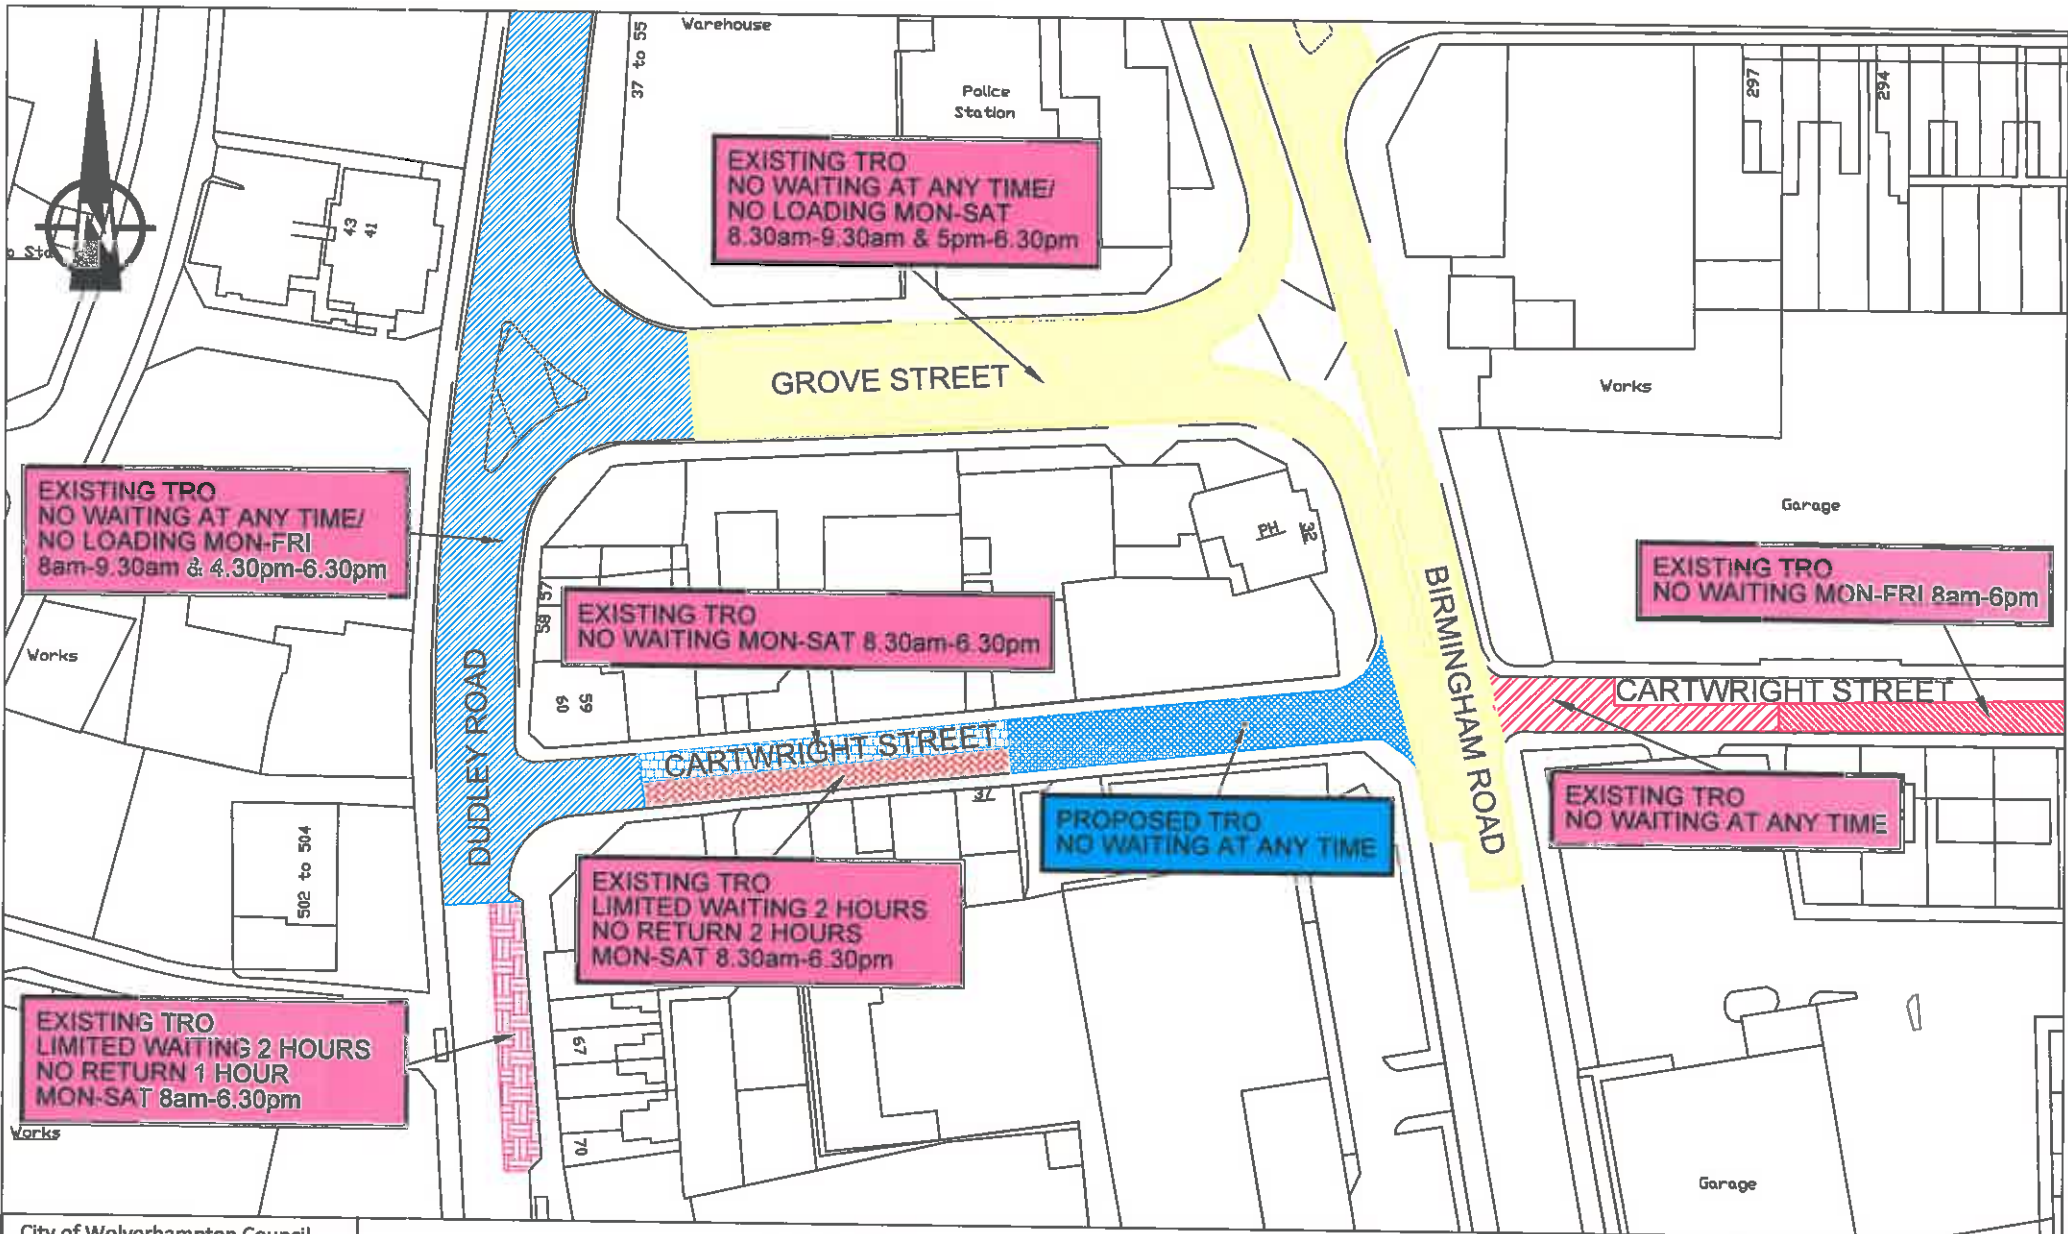 37 to 55
Warehouse
Police
Station
297
294
EXISTING TRO
NO WAITING AT ANY TIME/
NO LOADING MON-SAT
8.30am-9.30am & 5pm-6.30pm
43
41
GROVE STREET
Works
EXISTING TRO
NO WAITING AT ANY TIME/
NO LOADING MON-FRI
8am-9.30am & 4.30pm-6.30pm
PH
32
Garage
EXISTING TRO
NO WAITING MON-FRI 8am-6pm
57
58
EXISTING TRO
NO WAITING MON-SAT 8.30am-6.30pm
BIRMINGHAM ROAD
Works
59
60
DUDLEY ROAD
CARTWRIGHT STREET
CARTWRIGHT STREET
37
PROPOSED TRO
NO WAITING AT ANY TIME
EXISTING TRO
NO WAITING AT ANY TIME
502 to 504
EXISTING TRO
LIMITED WAITING 2 HOURS
NO RETURN 2 HOURS
MON-SAT 8.30am-6.30pm
EXISTING TRO
LIMITED WAITING 2 HOURS
NO RETURN 1 HOUR
MON-SAT 8am-6.30pm
67
70
Works
Garage
City of Wolverhampton Council